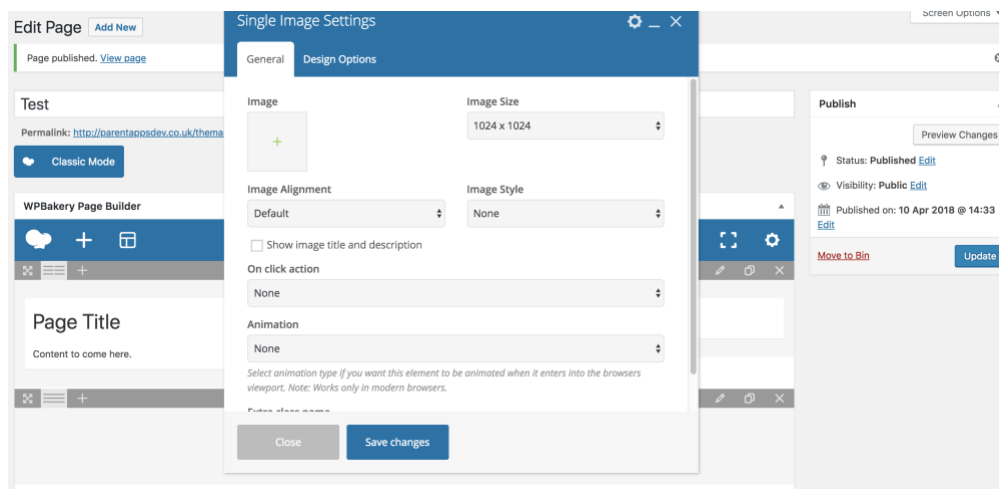 Edit Page Add New
Screen Options
Page published. View page
Test
Permalink: http://parentappsdev.co.uk/thema
Classic Mode
WPBakery Page Builder
Page Title
Content to come here.
Single Image Settings
General Design Options
Image
Image Size
1024 x 1024
Image Alignment
Image Style
Default
None
Show image title and description
On click action
None
Animation
None
Select animation type if you want this element to be animated when it enters into the browsers
viewport. Note: Works only in modern browsers.
Extra class name
Close Save changes
Publish
Preview Changes
Status: Published Edit
Visibility: Public Edit
Published on: 10 Apr 2018 @ 14:33
Edit
Move to Bin Update